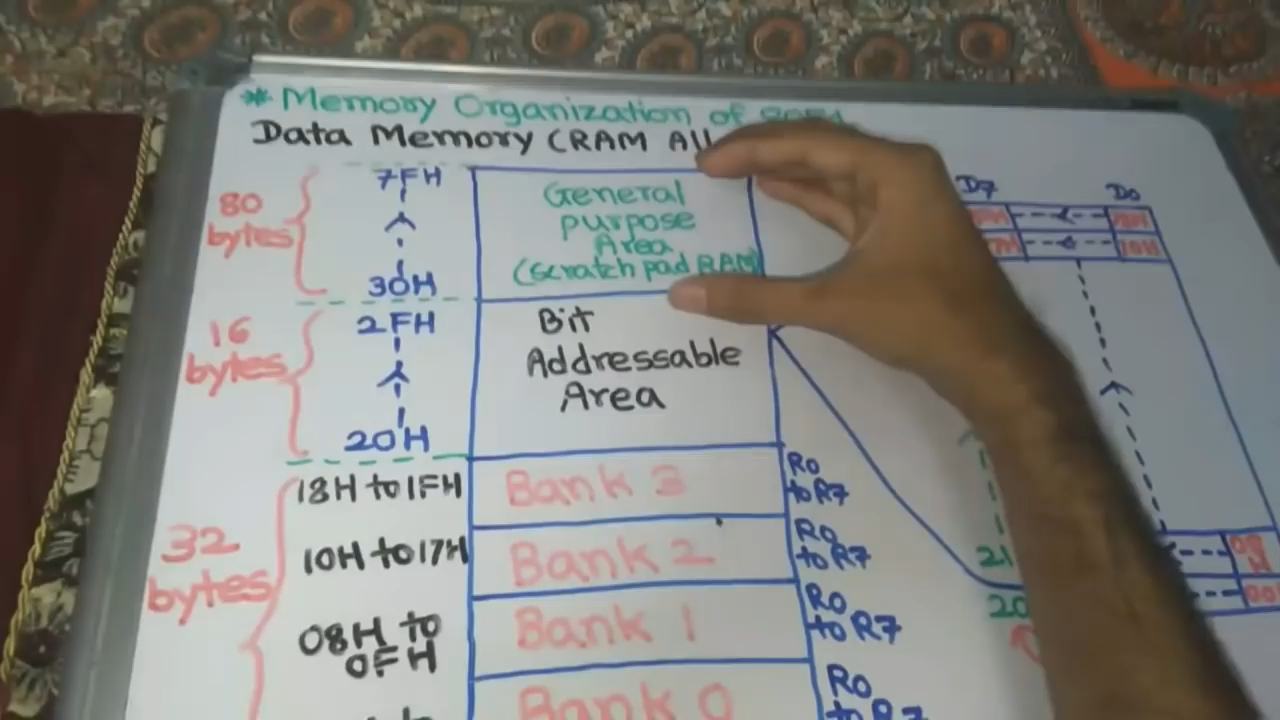 * Memory Organization of 8051
Data Memory (RAM All
80
bytes
7FH
30H
General
purpose
Area
(Scratch pad RAM)
D7
D0
16
bytes
2FH
20H
Bit
Addressable
Area
32
bytes
18H to 1FH
Bank 3
R0
to R7
10H to 17H
Bank 2
R0
to R7
08H to
0FH
Bank 1
R0
to R7
Bank 0
R0
to R7
21
20